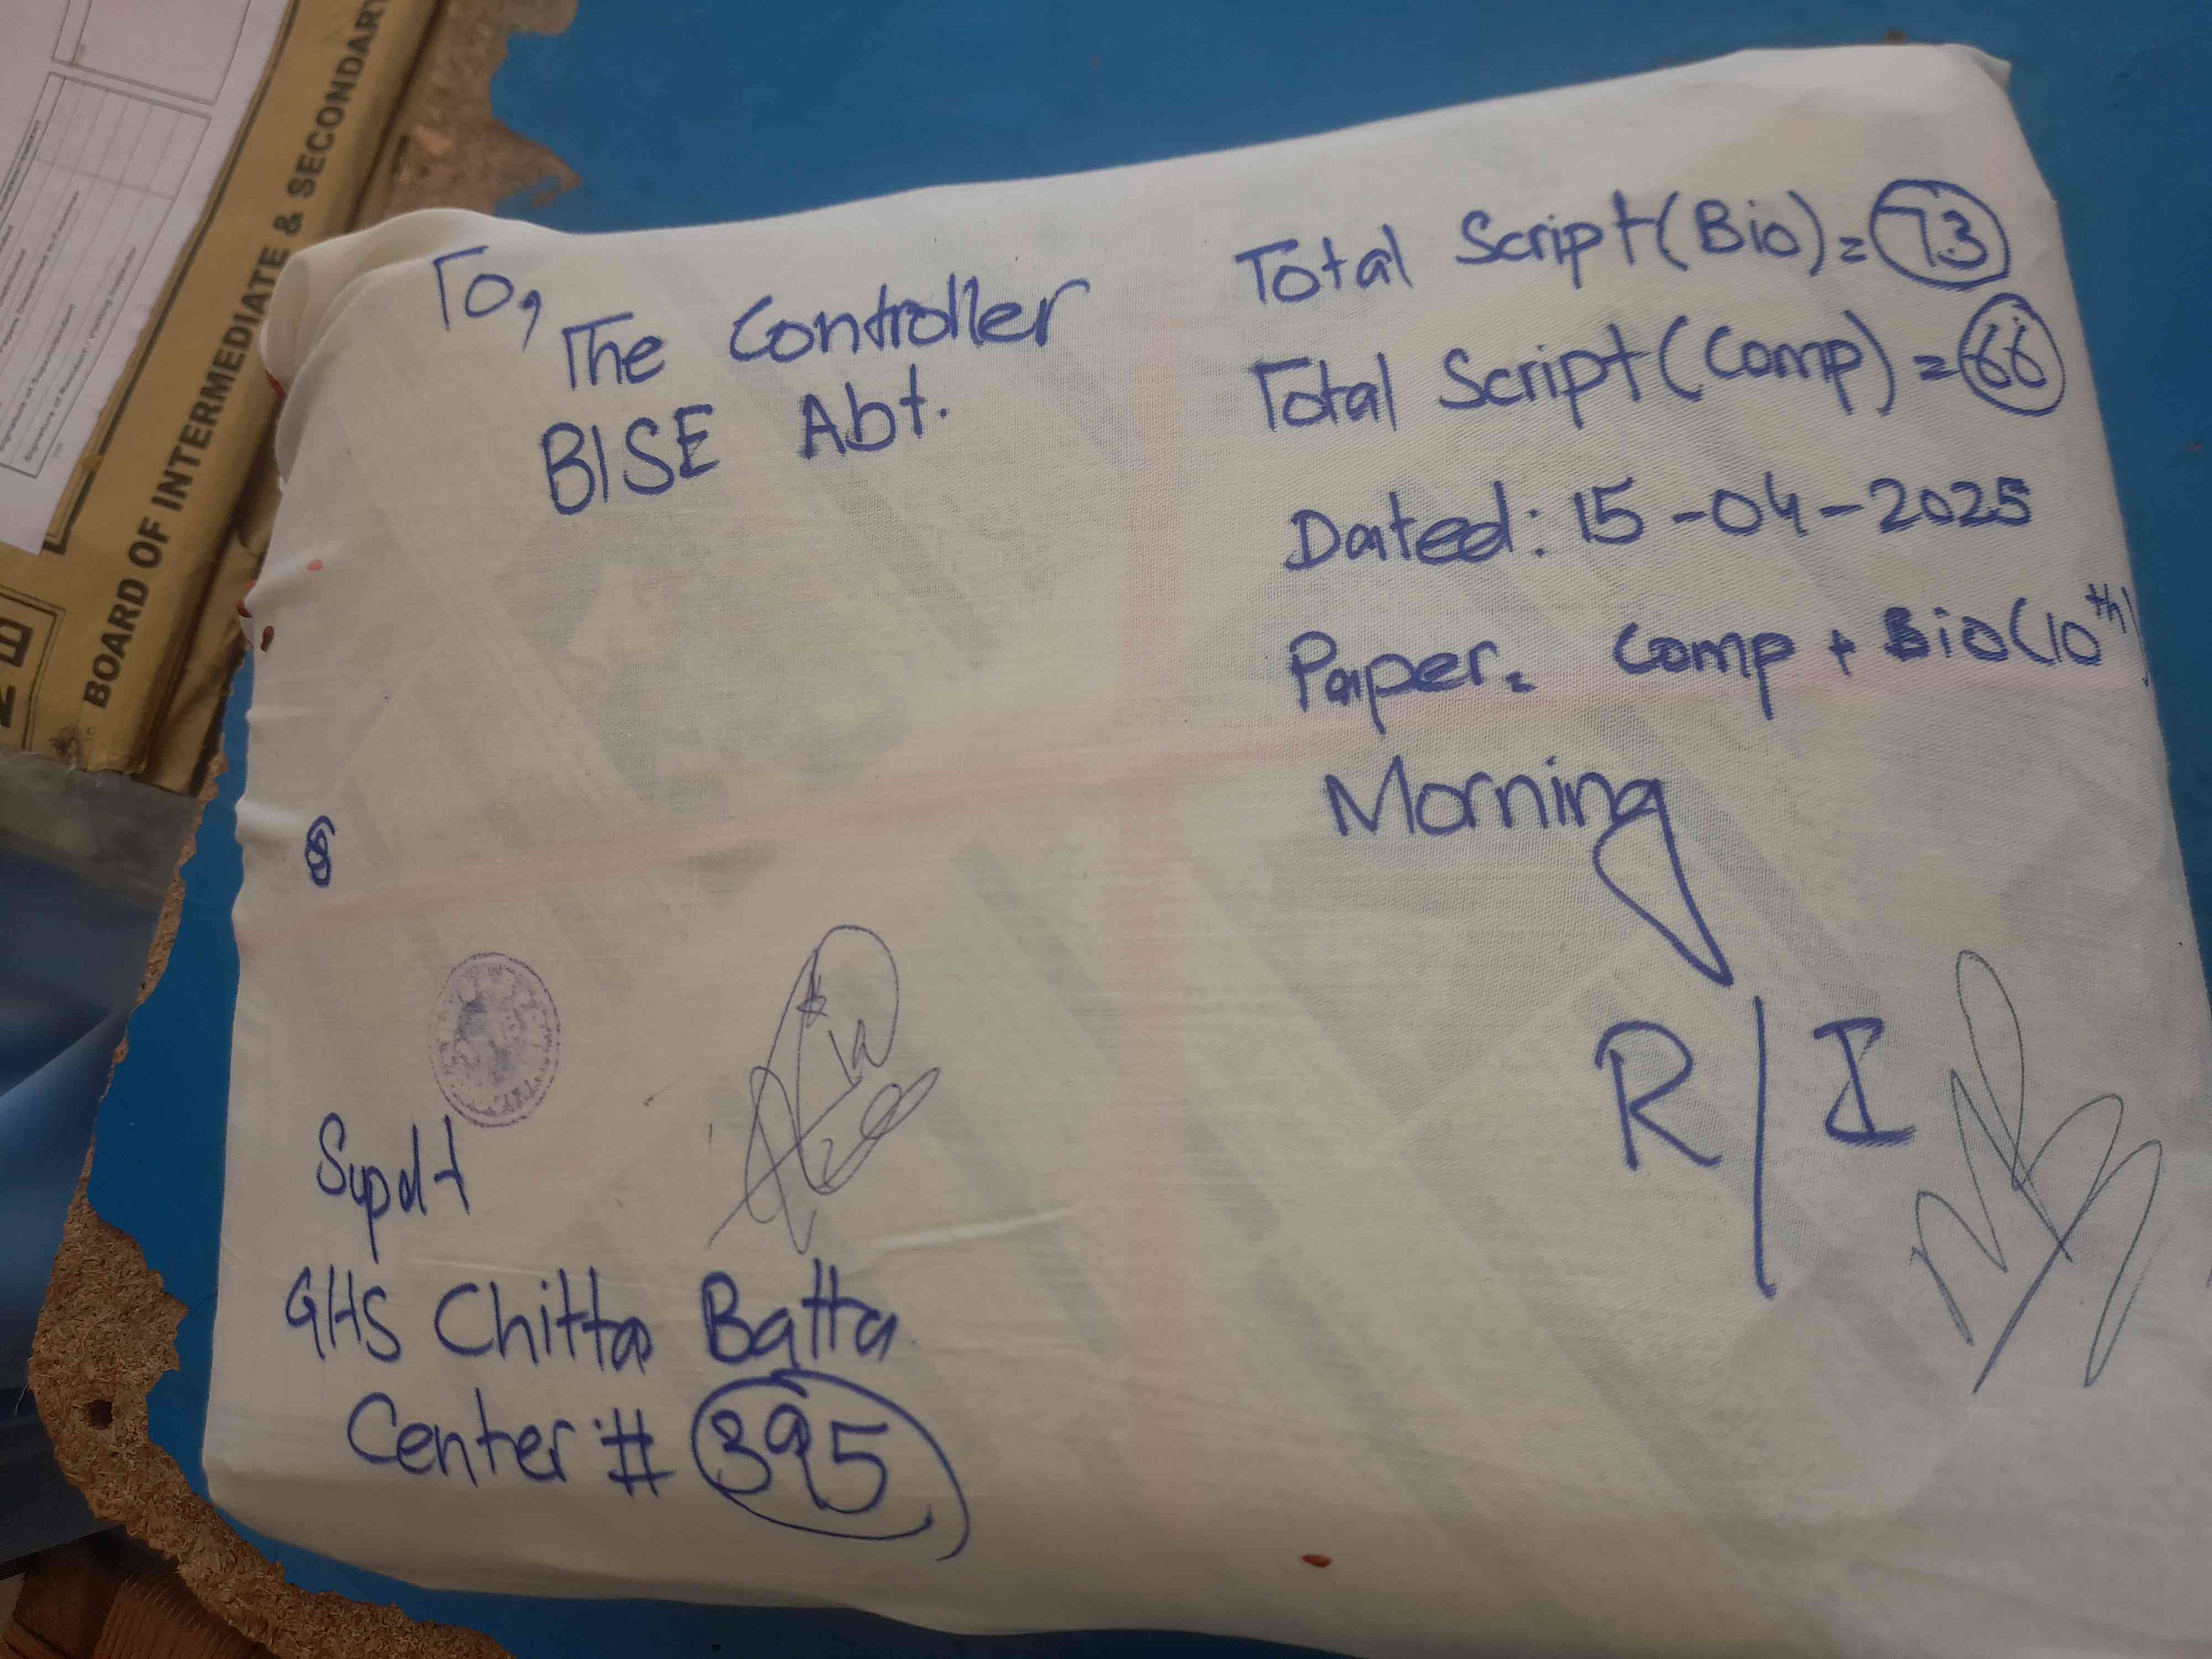 BOARD OF INTERMEDIATE & SECONDARY
To,
The Controller
BISE Abt.
Total Script (Bio) = 73
Total Script (Comp) = 66
Dated: 15-04-2025
Paper = Comp + Bio (10th)
Morning
R/I
Supdt
GHS Chitta Batta
Center # 395